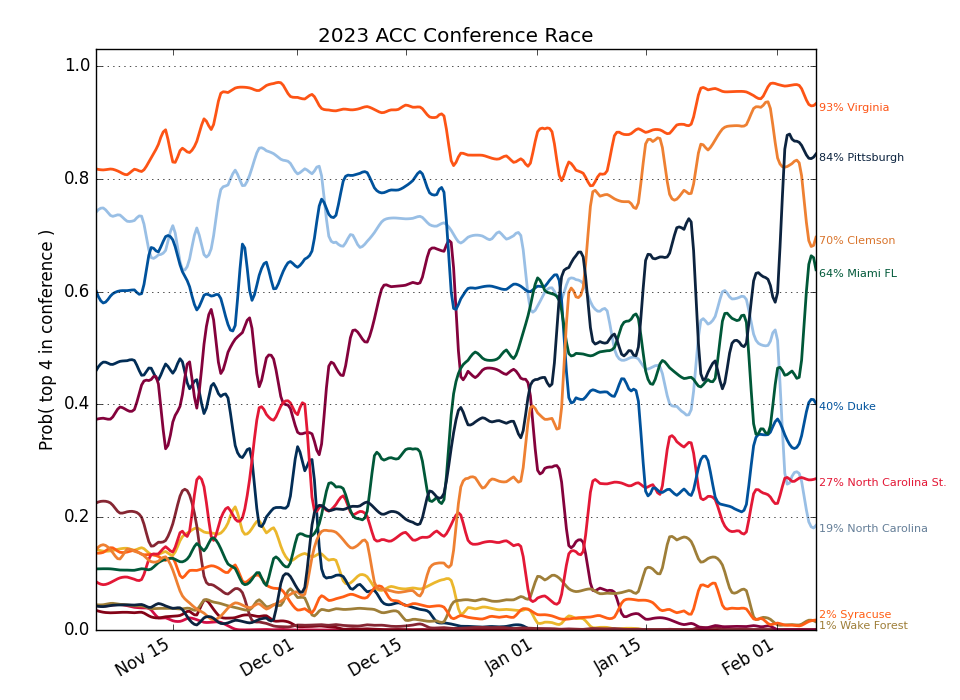 2023 ACC Conference Race
Prob( top 4 in conference )
1.0
0.8
0.6
0.4
0.2
0.0
Nov 15
Dec 01
Dec 15
Jan 01
Jan 15
Feb 01
93% Virginia
84% Pittsburgh
70% Clemson
64% Miami FL
40% Duke
27% North Carolina St.
19% North Carolina
2% Syracuse
1% Wake Forest